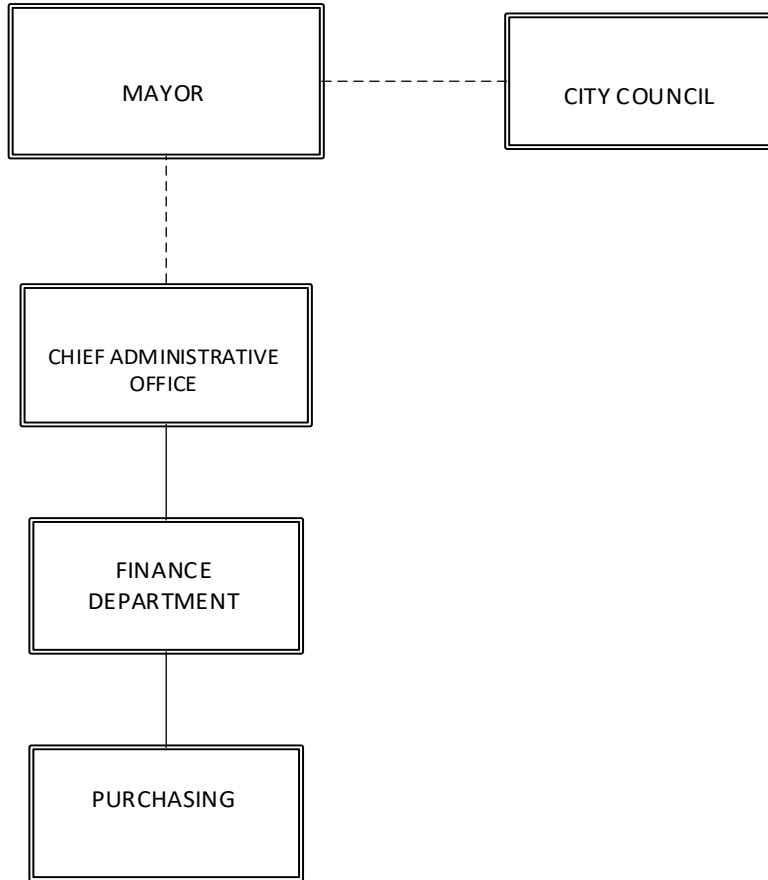 MAYOR
CITY COUNCIL
CHIEF ADMINISTRATIVE
OFFICE
FINANCE
DEPARTMENT
PURCHASING